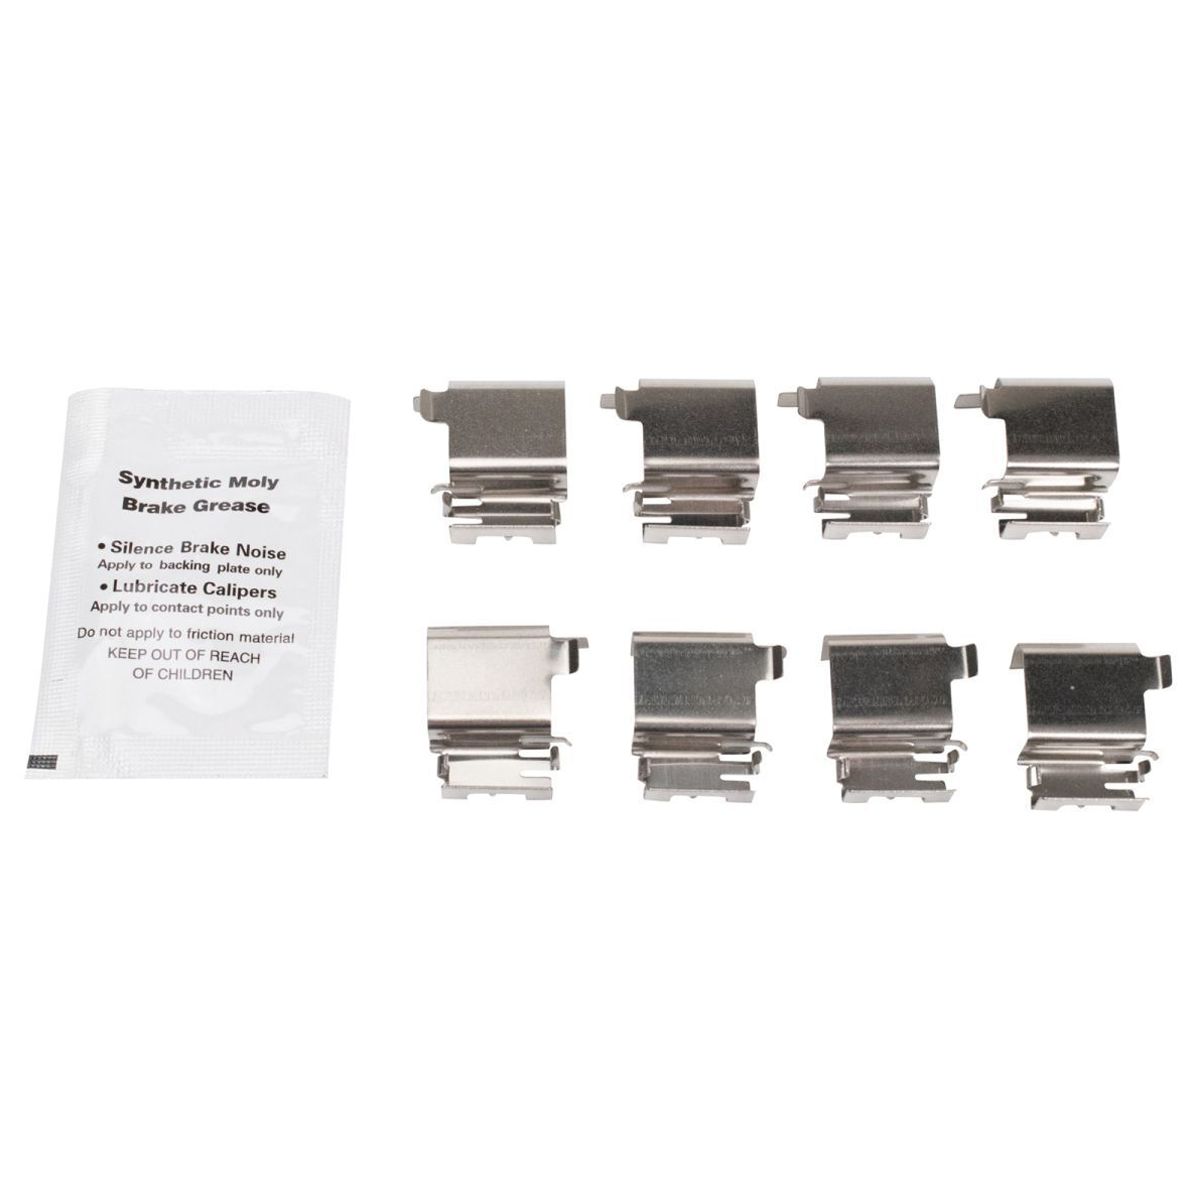 Synthetic Moly
Brake Grease
• Silence Brake Noise
Apply to backing plate only
• Lubricate Calipers
Apply to contact points only
Do not apply to friction material
KEEP OUT OF REACH
OF CHILDREN